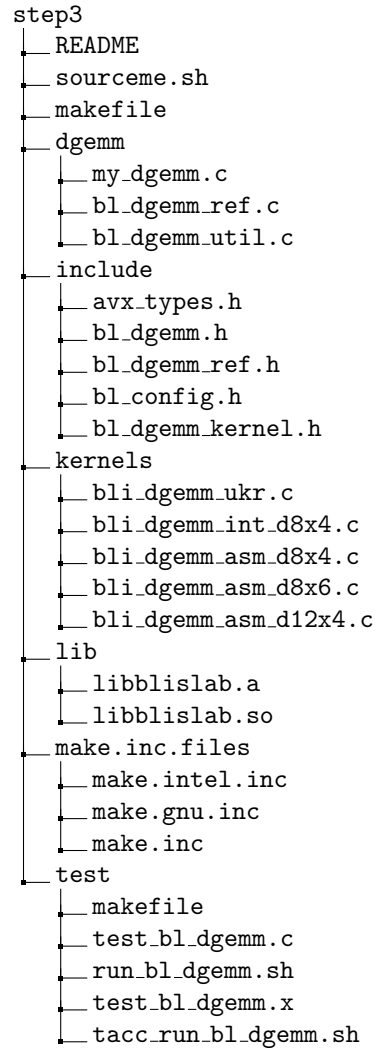 step3
README
sourceme.sh
makefile
dgemm
my_dgemm.c
bl_dgemm_ref.c
bl_dgemm_util.c
include
avx_types.h
bl_dgemm.h
bl_dgemm_ref.h
bl_config.h
bl_dgemm_kernel.h
kernels
bli_dgemm_ukr.c
bli_dgemm_int_d8x4.c
bli_dgemm_asm_d8x4.c
bli_dgemm_asm_d8x6.c
bli_dgemm_asm_d12x4.c
lib
libblislab.a
libblislab.so
make.inc.files
make.intel.inc
make.gnu.inc
make.inc
test
makefile
test_bl_dgemm.c
run_bl_dgemm.sh
test_bl_dgemm.x
tacc_run_bl_dgemm.sh